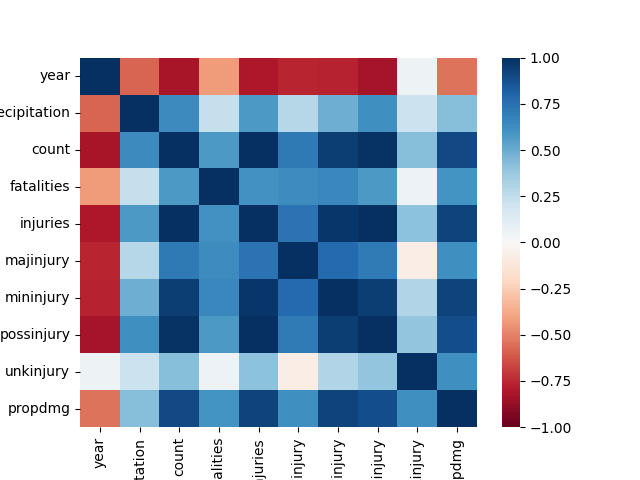 year
ecipitation
count
fatalities
injuries
majinjury
mininjury
possinjury
unkinjury
propdmg
year
tation
count
alities
juries
injury
injury
injury
injury
pdmg
1.00
0.75
0.50
0.25
0.00
−0.25
−0.50
−0.75
−1.00